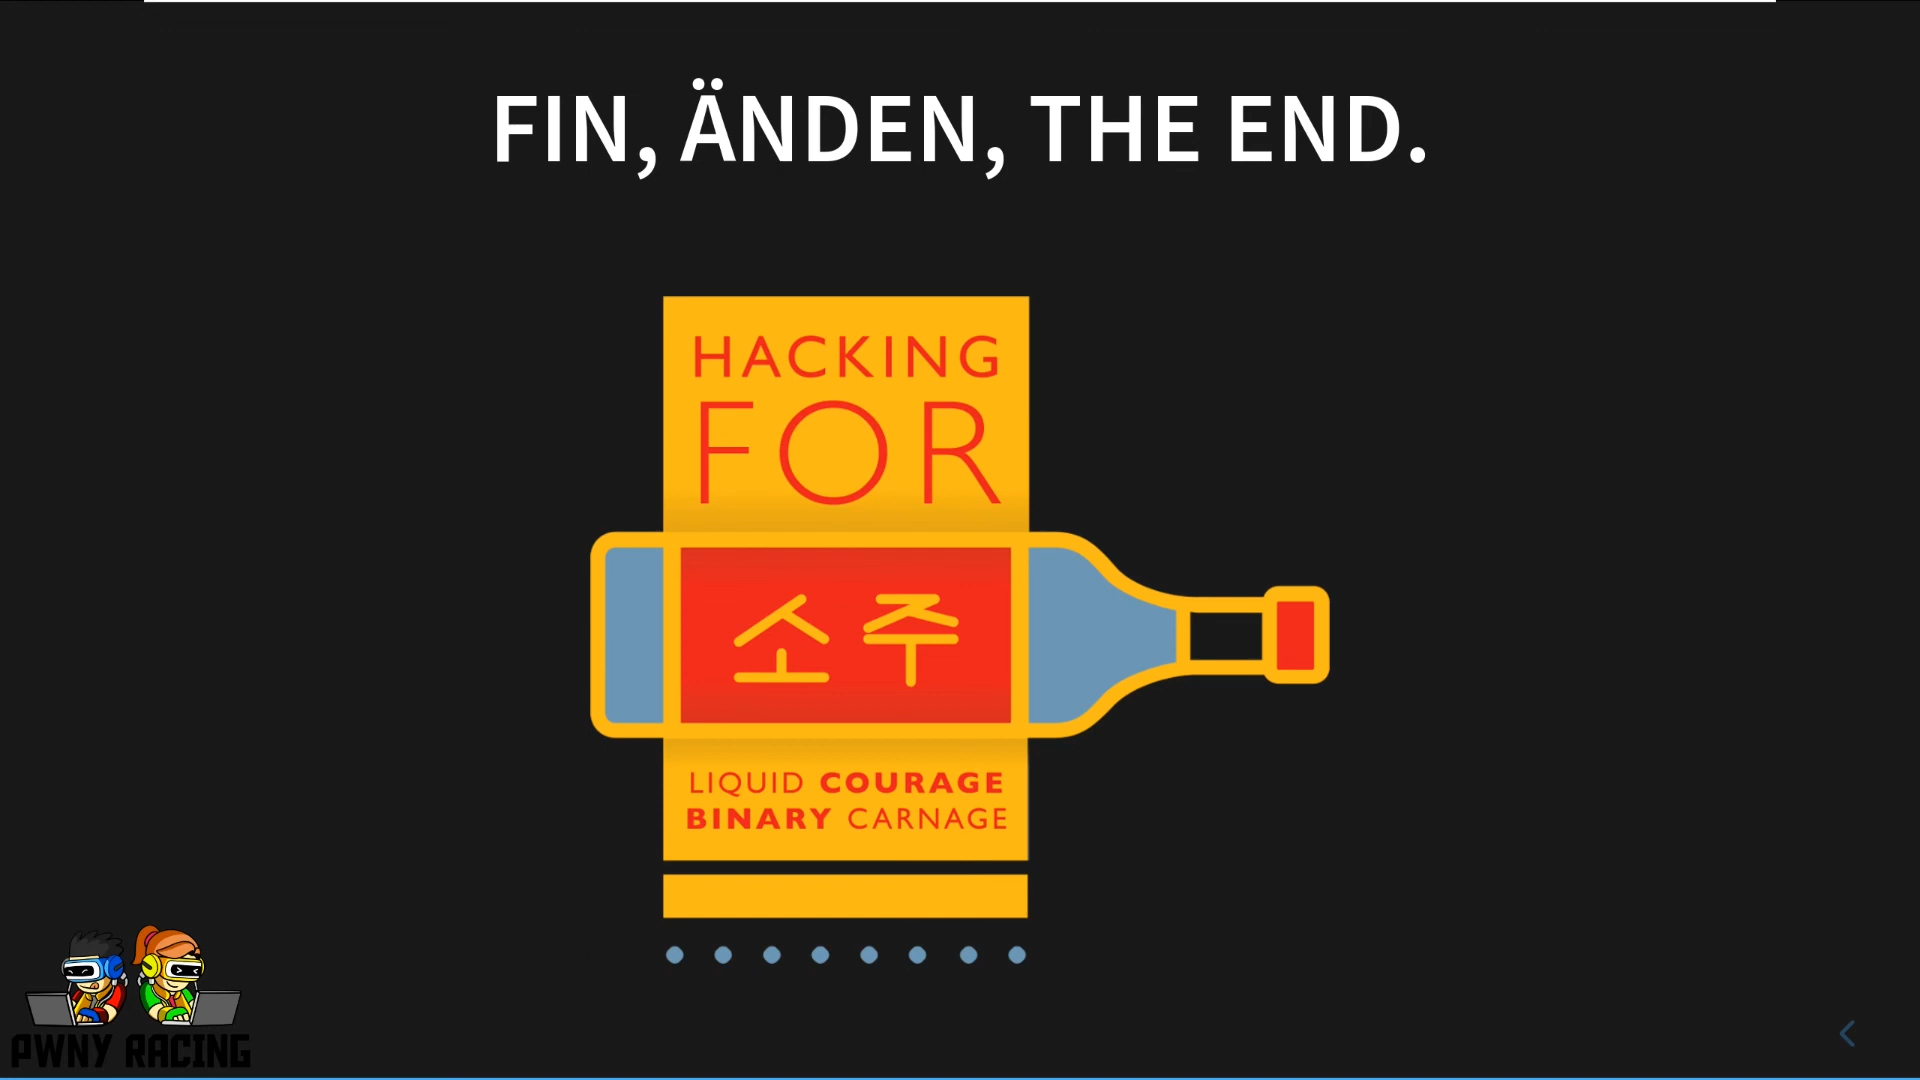 FIN, ÄNDEN, THE END.
HACKING
FOR
소주
LIQUID COURAGE
BINARY CARNAGE
PWNY RACING